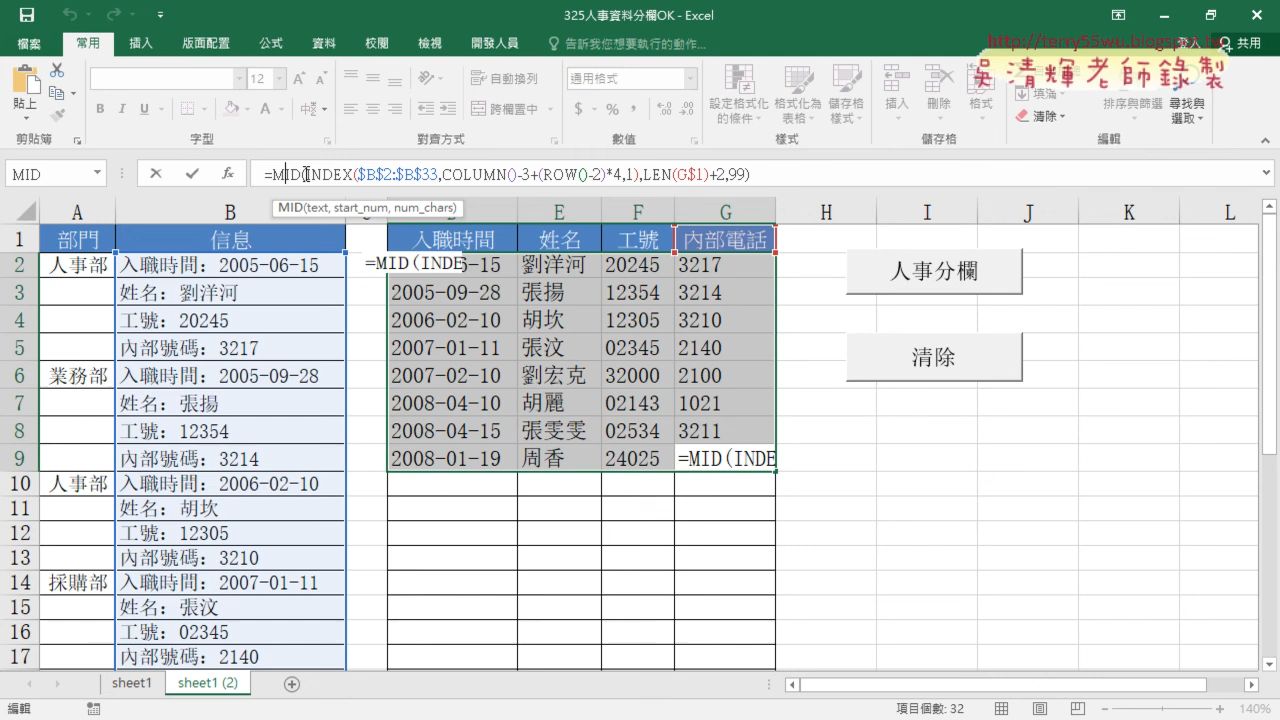 325人事資料分欄OK - Excel
檔案 常用 插入 版面配置 公式 資料 校閱 檢視 開發人員 告訴我您想要執行的動作... 登入 共用
http://terry55wu.blogspot.tw
吳清輝老師錄製
貼上 12 自動換列 通用格式 設定格式化的條件 格式化為表格 儲存格樣式 插入 刪除 格式 填滿 排序與篩選 尋找與選取
B I U A 中 跨欄置中 $ % , 清除
剪貼簿 字型 對齊方式 數值 樣式 儲存格 編輯
MID fx =MID(INDEX($B$2:$B$33,COLUMN()-3+(ROW()-2)*4,1),LEN(G$1)+2,99)
MID(text, start_num, num_chars)
A B E F G H I J K L
1 部門 信息 入職時間 姓名 工號 內部電話
2 人事部 入職時間：2005-06-15 =MID(INDE6-15 劉洋河 20245 3217
3 姓名：劉洋河 2005-09-28 張揚 12354 3214
4 工號：20245 2006-02-10 胡坎 12305 3210
5 內部號碼：3217 2007-01-11 張汶 02345 2140
6 業務部 入職時間：2005-09-28 2007-02-10 劉宏克 32000 2100
7 姓名：張揚 2008-04-10 胡麗 02143 1021
8 工號：12354 2008-04-15 張雯雯 02534 3211
9 內部號碼：3214 2008-01-19 周香 24025 =MID(INDE
10 人事部 入職時間：2006-02-10
11 姓名：胡坎
12 工號：12305
13 內部號碼：3210
14 採購部 入職時間：2007-01-11
15 姓名：張汶
16 工號：02345
17 內部號碼：2140
人事分欄
清除
sheet1 sheet1 (2)
編輯 項目個數: 32 140%